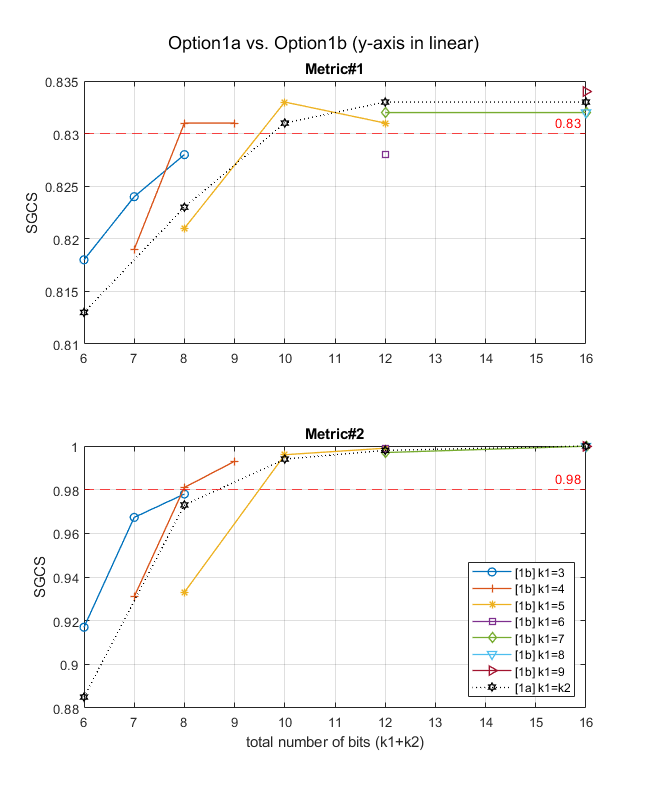 Option1a vs. Option1b (y-axis in linear)
Metric#1
0.835
0.83
0.825
0.82
0.815
0.81
SGCS
0.83
6 7 8 9 10 11 12 13 14 15 16
Metric#2
1
0.98
0.96
0.94
0.92
0.9
0.88
SGCS
0.98
[1b] k1=3
[1b] k1=4
[1b] k1=5
[1b] k1=6
[1b] k1=7
[1b] k1=8
[1b] k1=9
[1a] k1=k2
6 7 8 9 10 11 12 13 14 15 16
total number of bits (k1+k2)